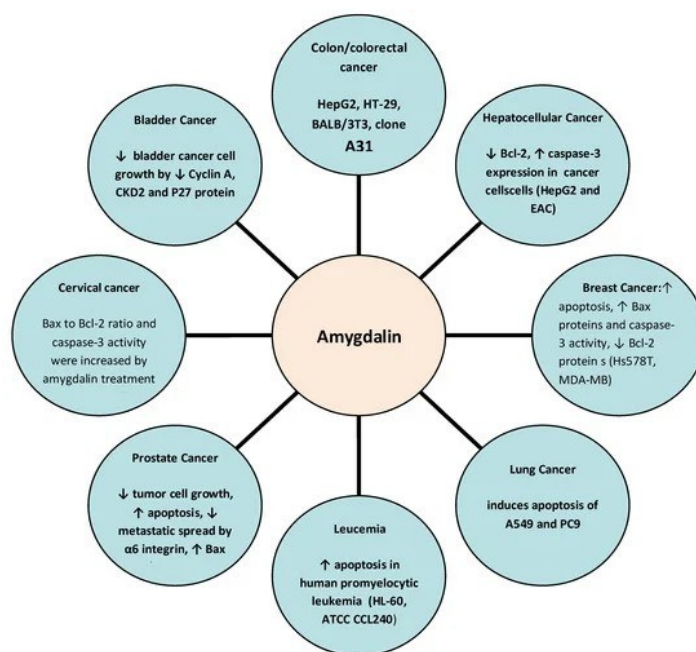 Colon/colorectal
cancer
HepG2, HT-29,
BALB/3T3, clone
A31
Bladder Cancer
↓ bladder cancer cell
growth by ↓ Cyclin A,
CKD2 and P27 protein
Hepatocellular Cancer
↓ Bcl-2, ↑ caspase-3
expression in cancer
cellscells (HepG2 and
EAC)
Cervical cancer
Bax to Bcl-2 ratio and
caspase-3 activity
were increased by
amygdalin treatment
Amygdalin
Breast Cancer:↑
apoptosis, ↑ Bax
proteins and caspase-
3 activity, ↓ Bcl-2
protein s (Hs578T,
MDA-MB)
Prostate Cancer
↓ tumor cell growth,
↑ apoptosis, ↓
metastatic spread by
α6 integrin, ↑ Bax
Leucemia
↑ apoptosis in
human promyelocytic
leukemia (HL-60,
ATCC CCL240)
Lung Cancer
induces apoptosis of
A549 and PC9